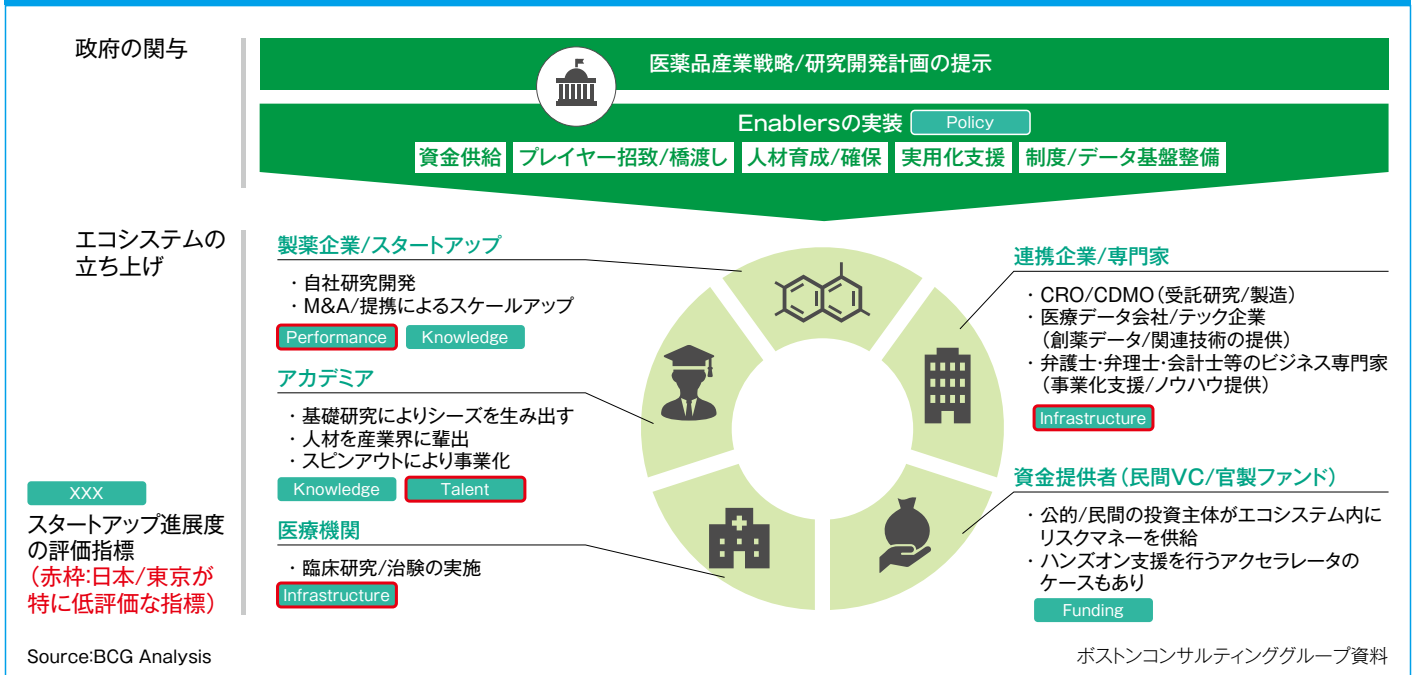 政府の関与
医薬品産業戦略/研究開発計画の提示
Enablersの実装 Policy
資金供給 プレイヤー招致/橋渡し 人材育成/確保 実用化支援 制度/データ基盤整備
エコシステムの
立ち上げ
製薬企業/スタートアップ
・自社研究開発
・M&A/提携によるスケールアップ
Performance Knowledge
アカデミア
・基礎研究によりシーズを生み出す
・人材を産業界に輩出
・スピンアウトにより事業化
Knowledge Talent
医療機関
・臨床研究/治験の実施
Infrastructure
連携企業/専門家
・CRO/CDMO(受託研究/製造)
・医療データ会社/テック企業
(創薬データ/関連技術の提供)
・弁護士・弁理士・会計士等のビジネス専門家
(事業化支援/ノウハウ提供)
Infrastructure
資金提供者(民間VC/官製ファンド)
・公的/民間の投資主体がエコシステム内に
リスクマネーを供給
・ハンズオン支援を行うアクセラレータの
ケースもあり
Funding
XXX
スタートアップ進展度
の評価指標
(赤枠:日本/東京が
特に低評価な指標)
Source:BCG Analysis
ボストンコンサルティンググループ資料